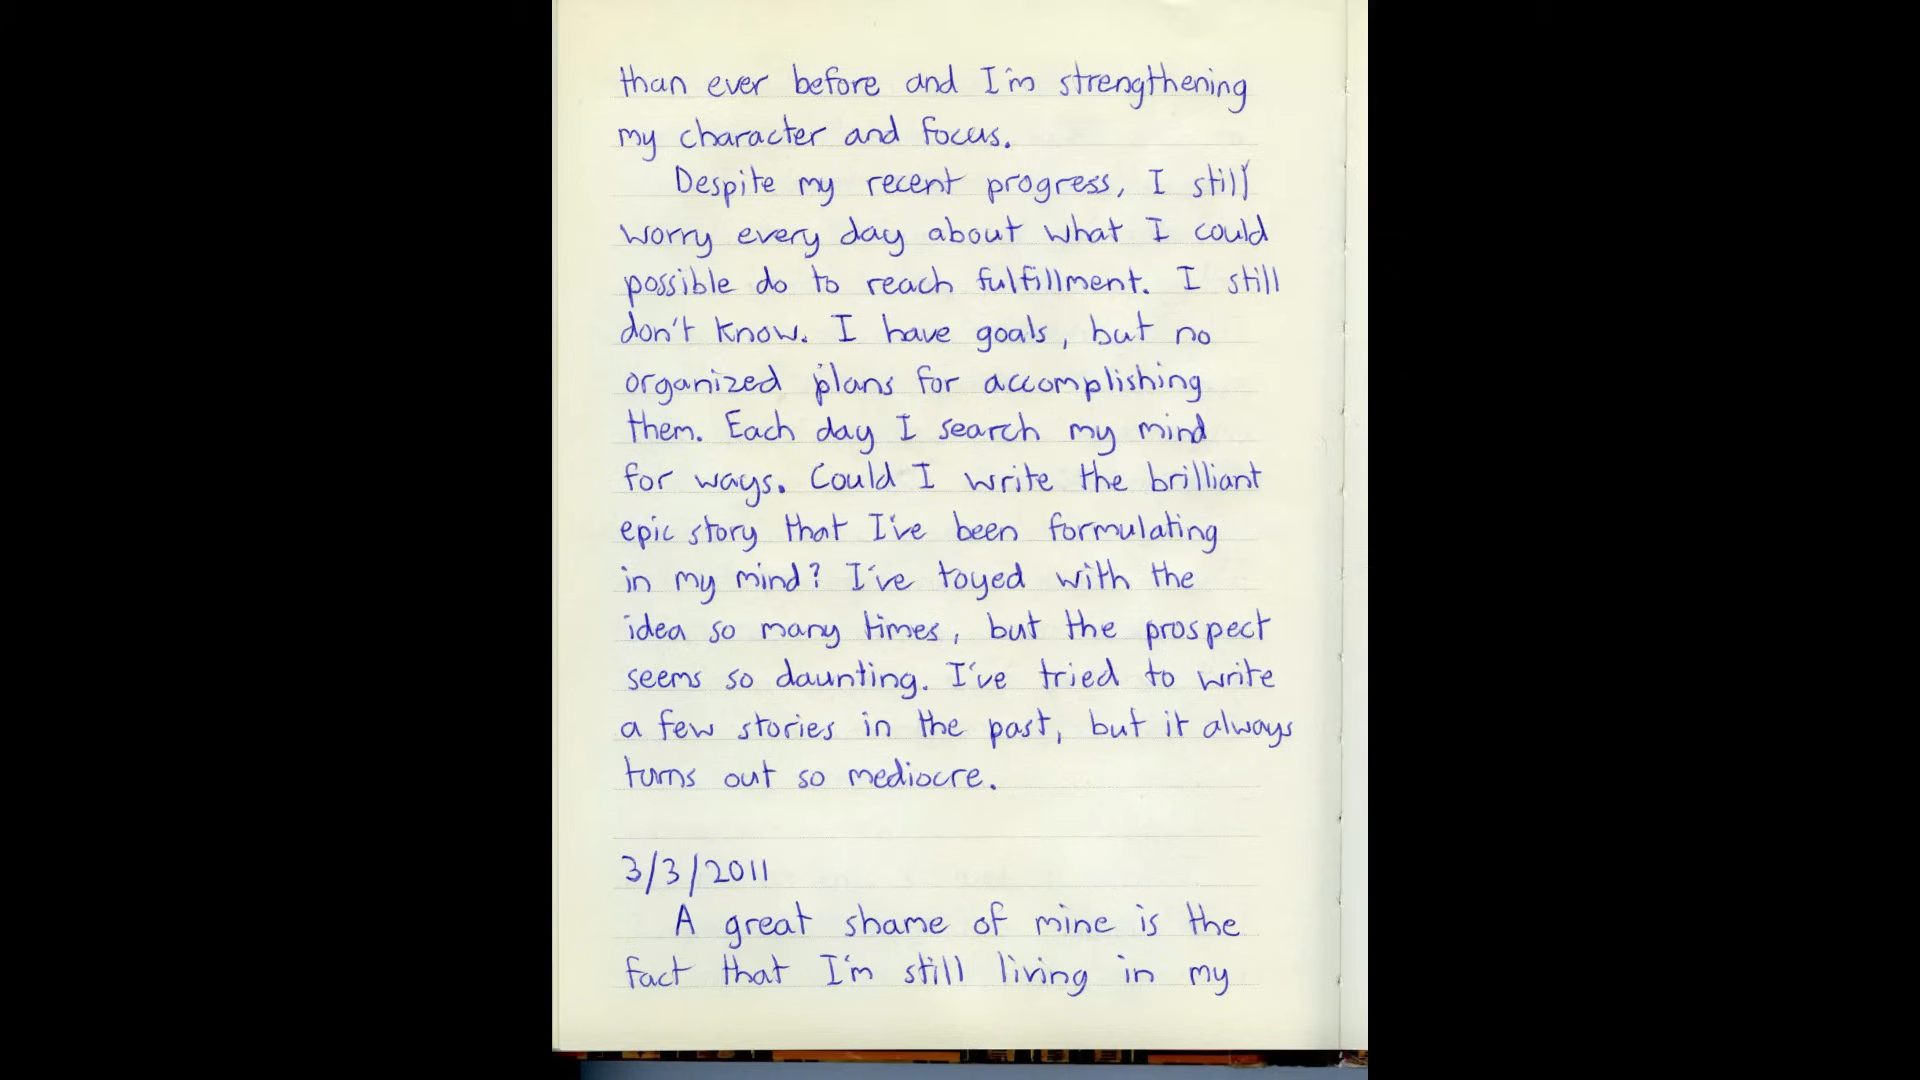 than ever before and I'm strengthening
my character and focus.
Despite my recent progress, I still
worry every day about what I could
possible do to reach fulfillment. I still
don't know. I have goals, but no
organized plans for accomplishing
them. Each day I search my mind
for ways. Could I write the brilliant
epic story that I've been formulating
in my mind? I've toyed with the
idea so many times, but the prospect
seems so daunting. I've tried to write
a few stories in the past, but it always
turns out so mediocre.
3/3/2011
A great shame of mine is the
fact that I'm still living in my